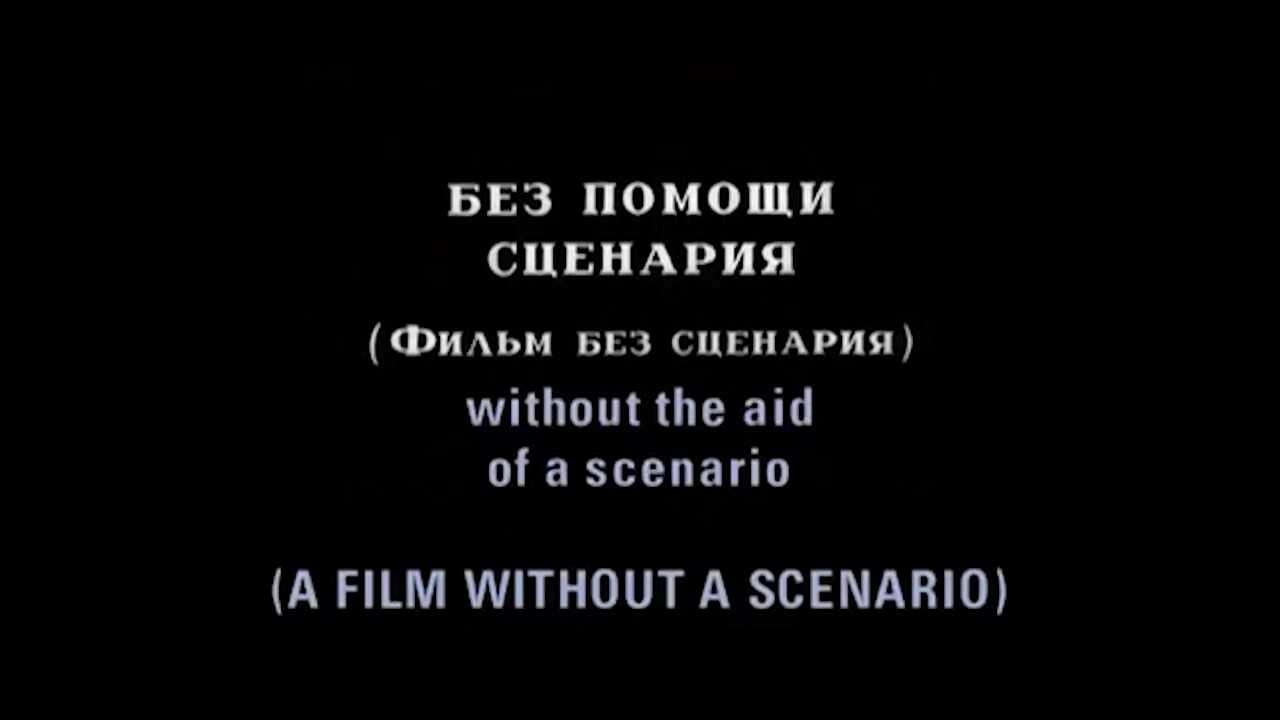 БЕЗ ПОМОЩИ
СЦЕНАРИЯ
(Фильм без сценария)
without the aid
of a scenario
(A FILM WITHOUT A SCENARIO)